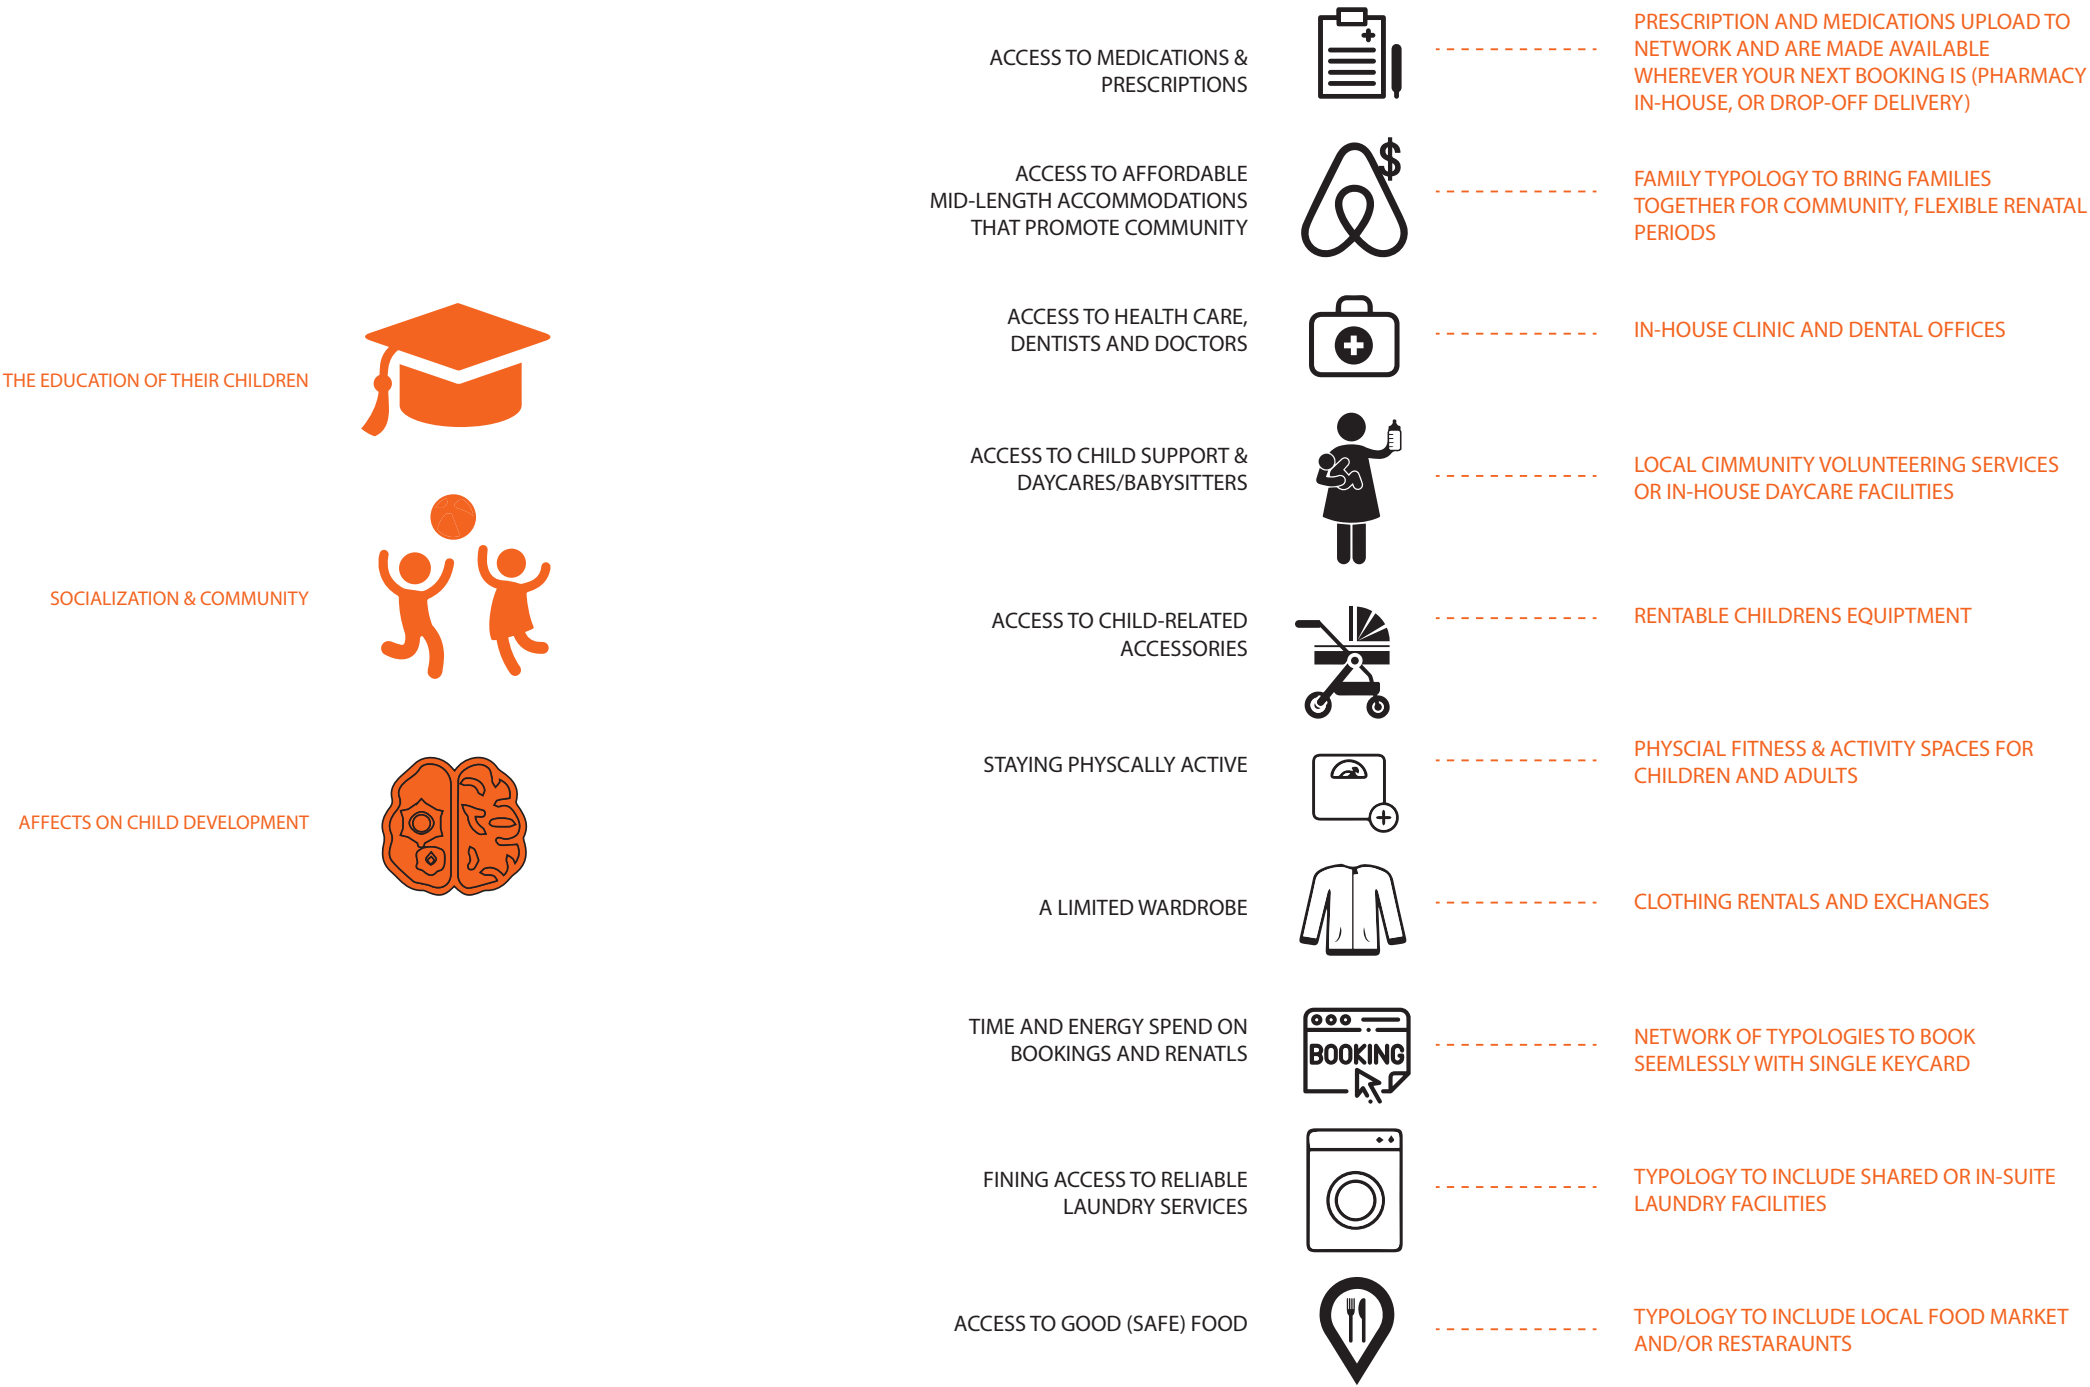 THE EDUCATION OF THEIR CHILDREN
SOCIALIZATION & COMMUNITY
AFFECTS ON CHILD DEVELOPMENT
ACCESS TO MEDICATIONS &
PRESCRIPTIONS
PRESCRIPTION AND MEDICATIONS UPLOAD TO
NETWORK AND ARE MADE AVAILABLE
WHEREVER YOUR NEXT BOOKING IS (PHARMACY
IN-HOUSE, OR DROP-OFF DELIVERY)
ACCESS TO AFFORDABLE
MID-LENGTH ACCOMMODATIONS
THAT PROMOTE COMMUNITY
$
FAMILY TYPOLOGY TO BRING FAMILIES
TOGETHER FOR COMMUNITY, FLEXIBLE RENATAL
PERIODS
ACCESS TO HEALTH CARE,
DENTISTS AND DOCTORS
IN-HOUSE CLINIC AND DENTAL OFFICES
ACCESS TO CHILD SUPPORT &
DAYCARES/BABYSITTERS
LOCAL CIMMUNITY VOLUNTEERING SERVICES
OR IN-HOUSE DAYCARE FACILITIES
ACCESS TO CHILD-RELATED
ACCESSORIES
RENTABLE CHILDRENS EQUIPTMENT
STAYING PHYSCALLY ACTIVE
PHYSCIAL FITNESS & ACTIVITY SPACES FOR
CHILDREN AND ADULTS
A LIMITED WARDROBE
CLOTHING RENTALS AND EXCHANGES
TIME AND ENERGY SPEND ON
BOOKINGS AND RENATLS
BOOKING
NETWORK OF TYPOLOGIES TO BOOK
SEEMLESSLY WITH SINGLE KEYCARD
FINING ACCESS TO RELIABLE
LAUNDRY SERVICES
TYPOLOGY TO INCLUDE SHARED OR IN-SUITE
LAUNDRY FACILITIES
ACCESS TO GOOD (SAFE) FOOD
TYPOLOGY TO INCLUDE LOCAL FOOD MARKET
AND/OR RESTARAUNTS